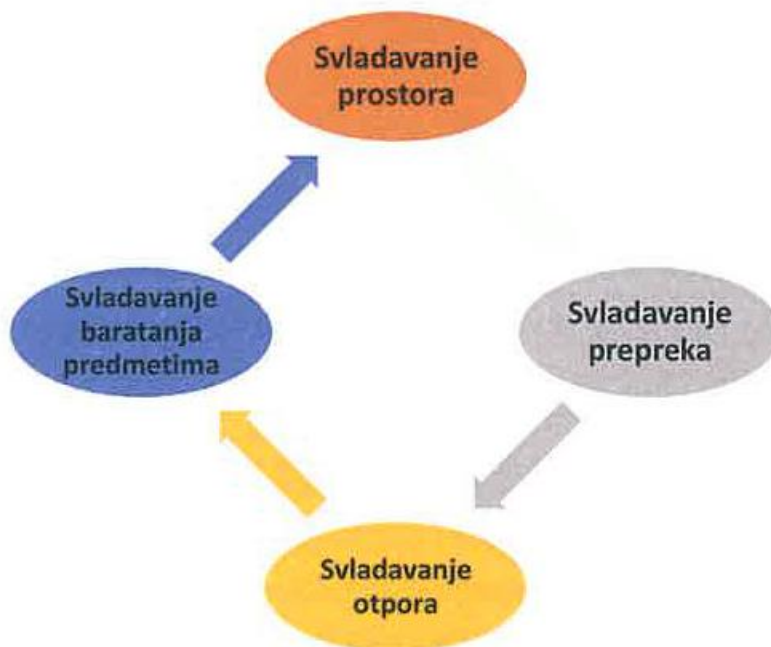 Svladavanje
prostora
Svladavanje
prepreka
Svladavanje
otpora
Svladavanje
baratanja
predmetima